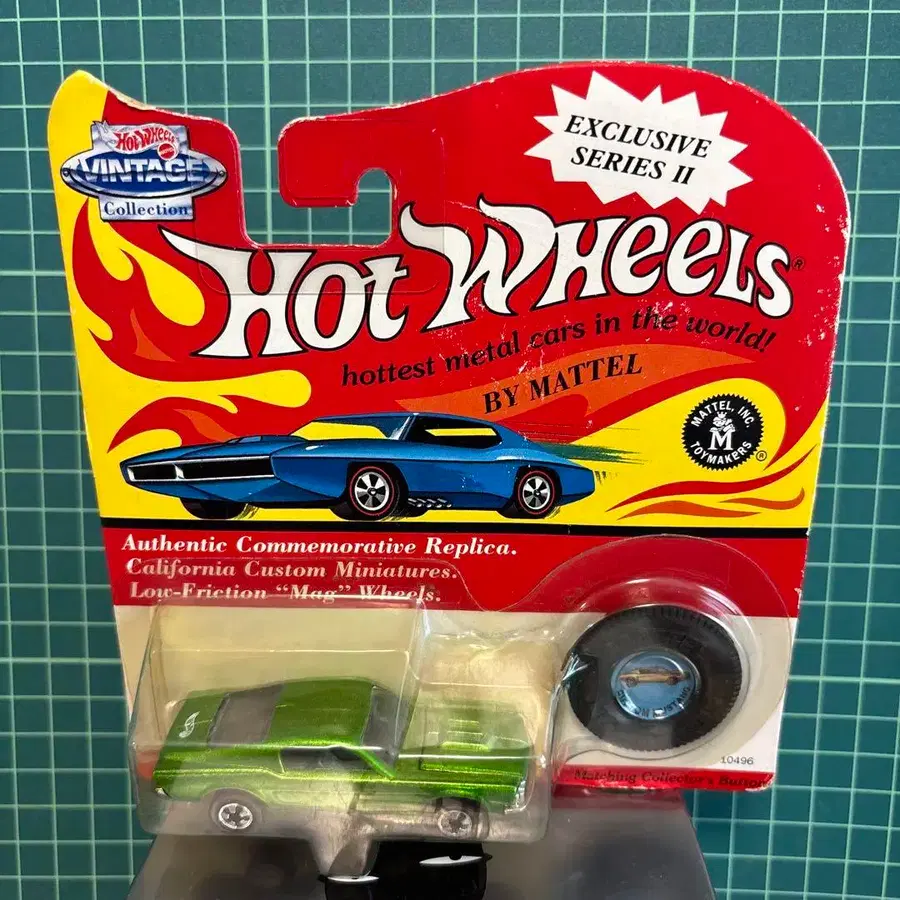 Hot Wheels
VINTAGE
Collection
EXCLUSIVE
SERIES II
HOT WHEELS®
hottest metal cars in the world!
BY MATTEL
MATTEL, INC.
M
TOYMAKERS
®
Authentic Commemorative Replica.
California Custom Miniatures.
Low-Friction “Mag” Wheels.
10496
Matching Collector's Button